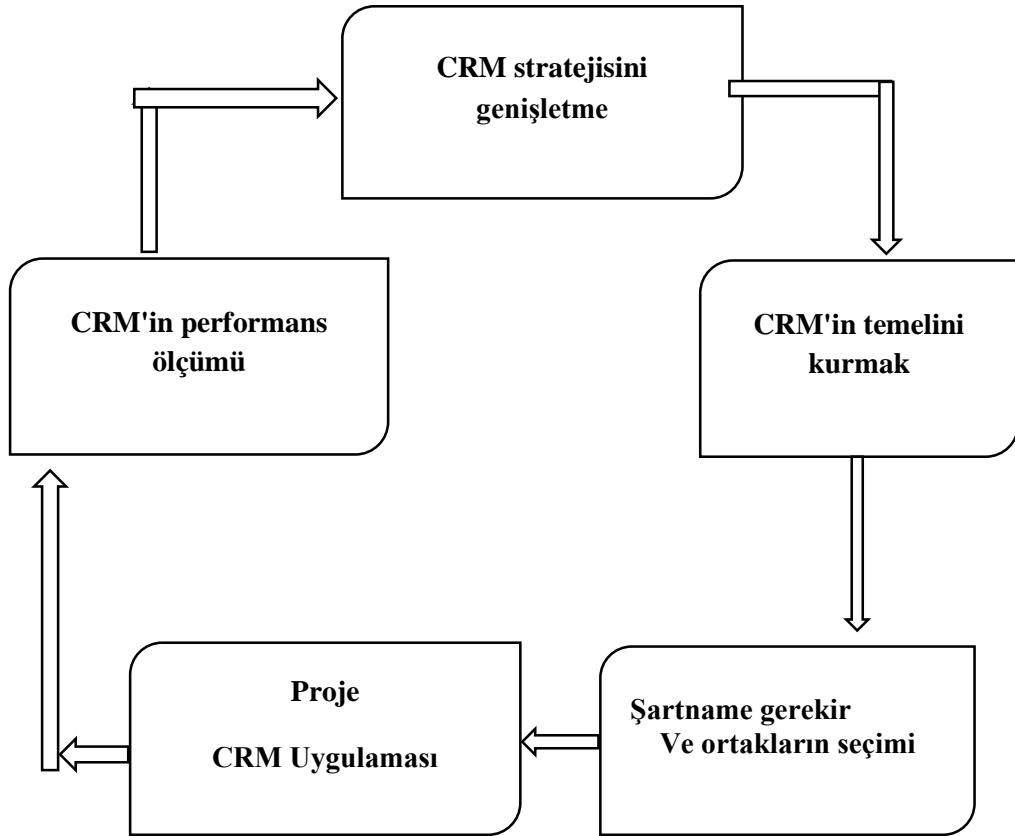 CRM stratejisini
genişletme
CRM'in performans
ölçümü
CRM'in temelini
kurmak
Proje
CRM Uygulaması
Şartname gerekir
Ve ortakların seçimi